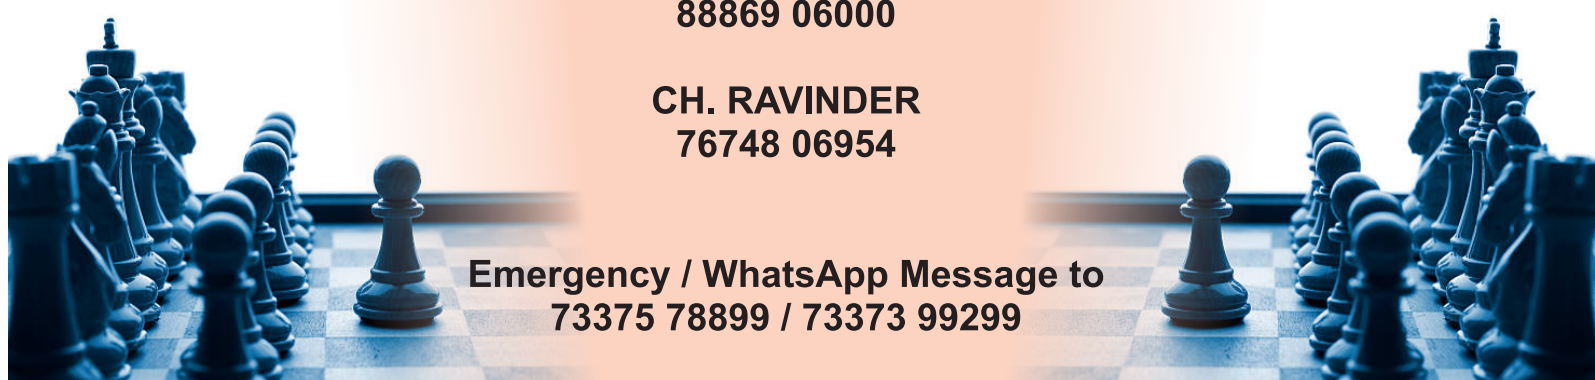 88869 06000
CH. RAVINDER
76748 06954
Emergency / WhatsApp Message to
73375 78899 / 73373 99299